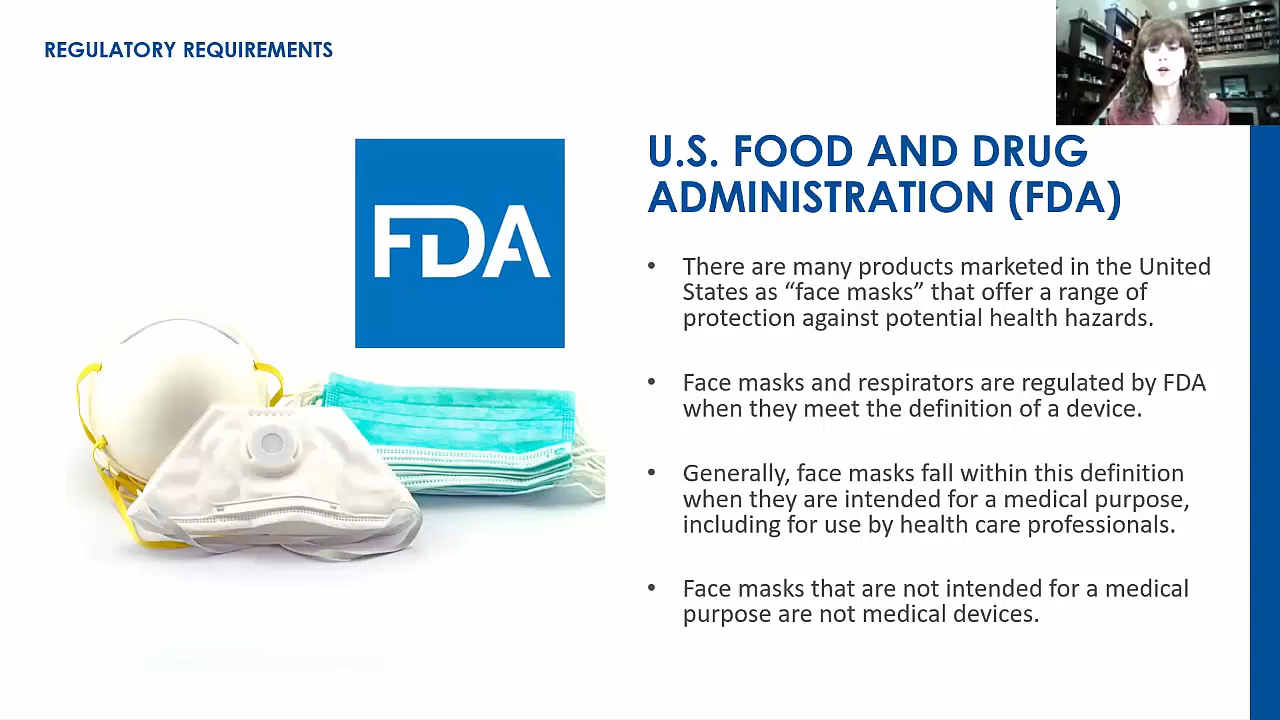 REGULATORY REQUIREMENTS
FDA
U.S. FOOD AND DRUG
ADMINISTRATION (FDA)
• There are many products marketed in the United
States as “face masks” that offer a range of
protection against potential health hazards.
• Face masks and respirators are regulated by FDA
when they meet the definition of a device.
• Generally, face masks fall within this definition
when they are intended for a medical purpose,
including for use by health care professionals.
• Face masks that are not intended for a medical
purpose are not medical devices.